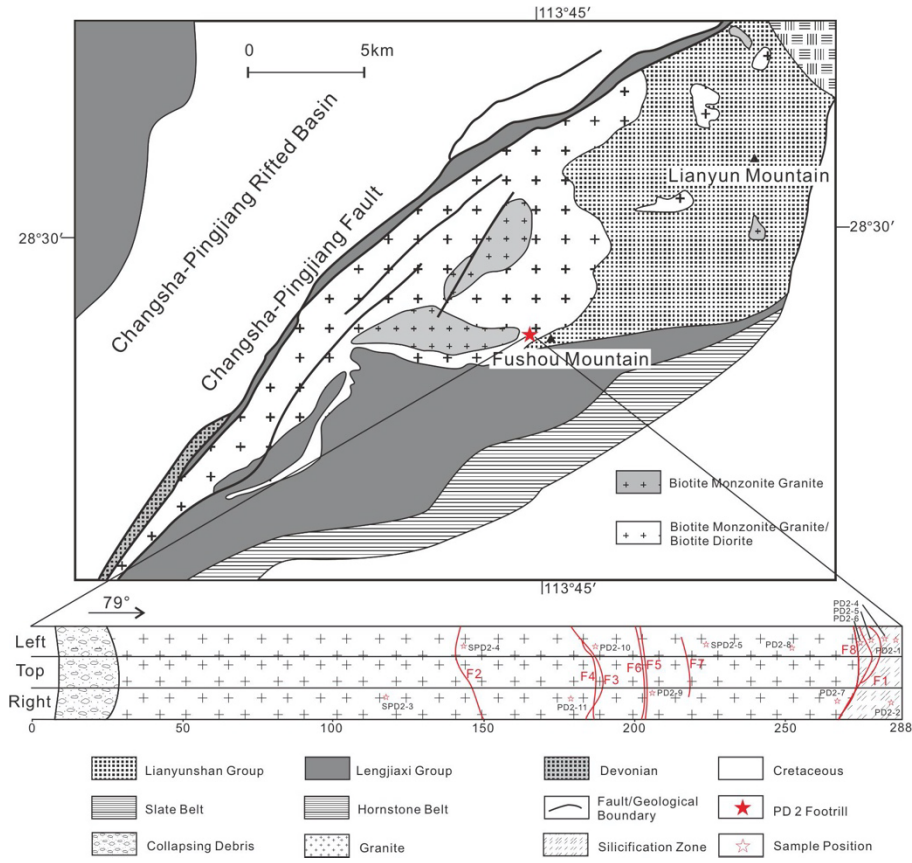 113°45′
0 5km
Changsha-Pingjiang Rifted Basin
Changsha-Pingjiang Fault
Lianyun Mountain
28°30′ 28°30′
Fushou Mountain
Biotite Monzonite Granite
Biotite Monzonite Granite/
Biotite Diorite
113°45′
79°
PD2-4
PD2-5
PD2-6
Left SPD2-4 PD2-10 SPD2-5 PD2-8 F8 PD2-1
Top F2 F4 F3 F6 F5 F7 F1
Right SPD2-3 PD2-11 PD2-9 PD2-7 PD2-2
0 50 100 150 200 250 288
Lianyunshan Group Lengjiaxi Group Devonian Cretaceous
Slate Belt Hornstone Belt Fault/Geological
Boundary PD 2 Footrill
Collapsing Debris Granite Silicification Zone Sample Position